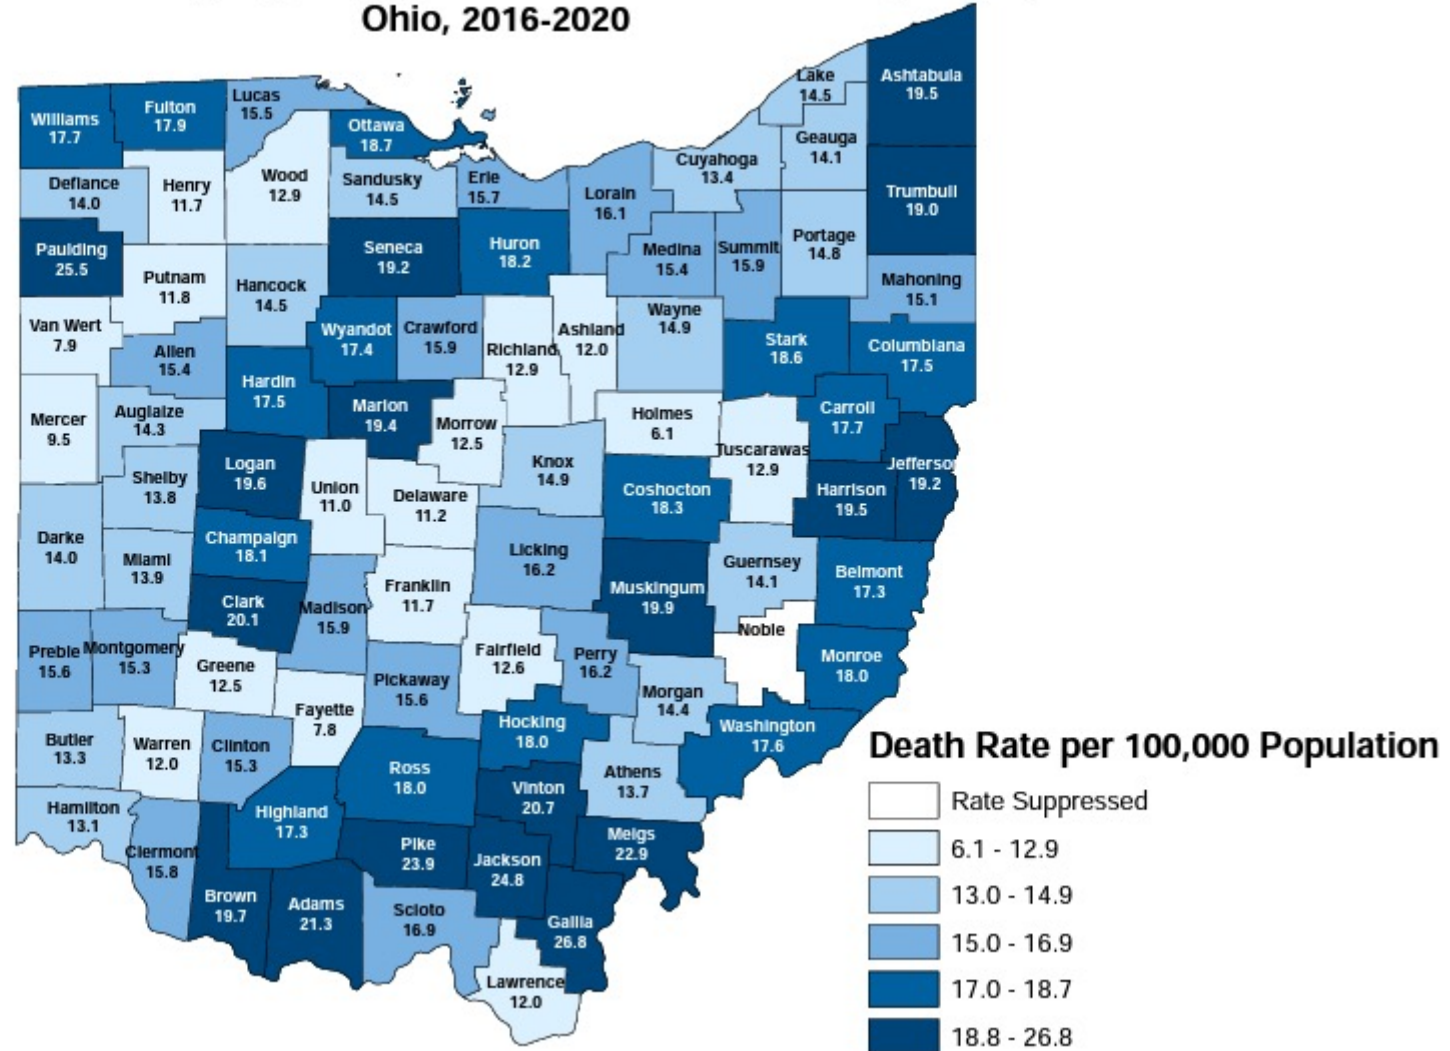 Ohio, 2016-2020
Lake
14.5
Ashtabula
19.5
Lucas
15.5
Fulton
17.9
Williams
17.7
Ottawa
18.7
Geauga
14.1
Cuyahoga
13.4
Wood
12.9
Sandusky
14.5
Erie
15.7
Defiance
14.0
Henry
11.7
Lorain
16.1
Trumbull
19.0
Paulding
25.5
Seneca
19.2
Huron
18.2
Medina
15.4
Summit
15.9
Portage
14.8
Putnam
11.8
Hancock
14.5
Mahoning
15.1
Van Wert
7.9
Wyandot
17.4
Crawford
15.9
Richland
12.9
Ashland
12.0
Wayne
14.9
Stark
18.6
Columbiana
17.5
Allen
15.4
Hardin
17.5
Mercer
9.5
Auglaize
14.3
Marion
19.4
Morrow
12.5
Holmes
6.1
Carroll
17.7
Tuscarawas
12.9
Jefferso
19.2
Logan
19.6
Shelby
13.8
Union
11.0
Delaware
11.2
Knox
14.9
Coshocton
18.3
Harrison
19.5
Darke
14.0
Miami
13.9
Champaign
18.1
Licking
16.2
Guernsey
14.1
Belmont
17.3
Clark
20.1
Madison
15.9
Franklin
11.7
Muskingum
19.9
Noble
Preble
15.6
Montgomery
15.3
Greene
12.5
Fairfield
12.6
Perry
16.2
Monroe
18.0
Pickaway
15.6
Morgan
14.4
Fayette
7.8
Hocking
18.0
Washington
17.6
Butler
13.3
Warren
12.0
Clinton
15.3
Ross
18.0
Athens
13.7
Vinton
20.7
Hamilton
13.1
Highland
17.3
Clermont
15.8
Pike
23.9
Jackson
24.8
Meigs
22.9
Brown
19.7
Adams
21.3
Scioto
16.9
Gallia
26.8
Lawrence
12.0
Death Rate per 100,000 Population
Rate Suppressed
6.1 - 12.9
13.0 - 14.9
15.0 - 16.9
17.0 - 18.7
18.8 - 26.8